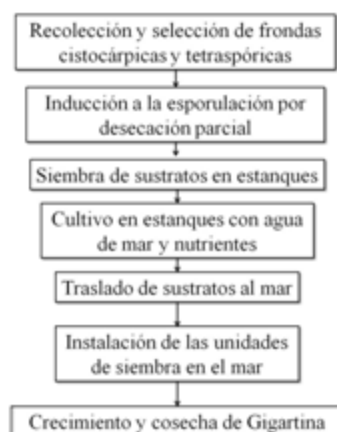 Recolección y selección de frondas
cistocárpicas y tetraspóricas
Inducción a la esporulación por
desecación parcial
Siembra de sustratos en estanques
Cultivo en estanques con agua
de mar y nutrientes
Traslado de sustratos al mar
Instalación de las unidades
de siembra en el mar
Crecimiento y cosecha de Gigartina